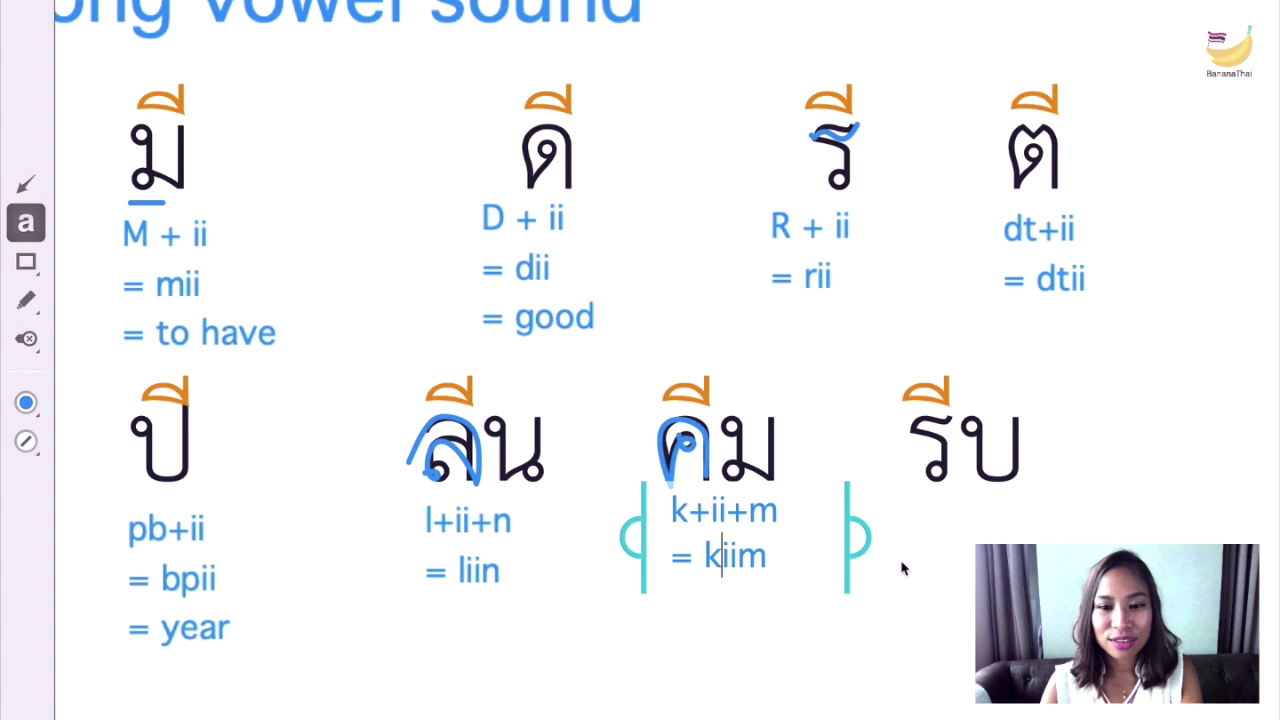 ong vowel sound
BananaThai
มี ดี รี ตี
M + ii
= mii
= to have
D + ii
= dii
= good
R + ii
= rii
dt+ii
= dtii
ปี ลีน คีม รีบ
pb+ii
= bpii
= year
l+ii+n
= liin
k+ii+m
= kiim
a